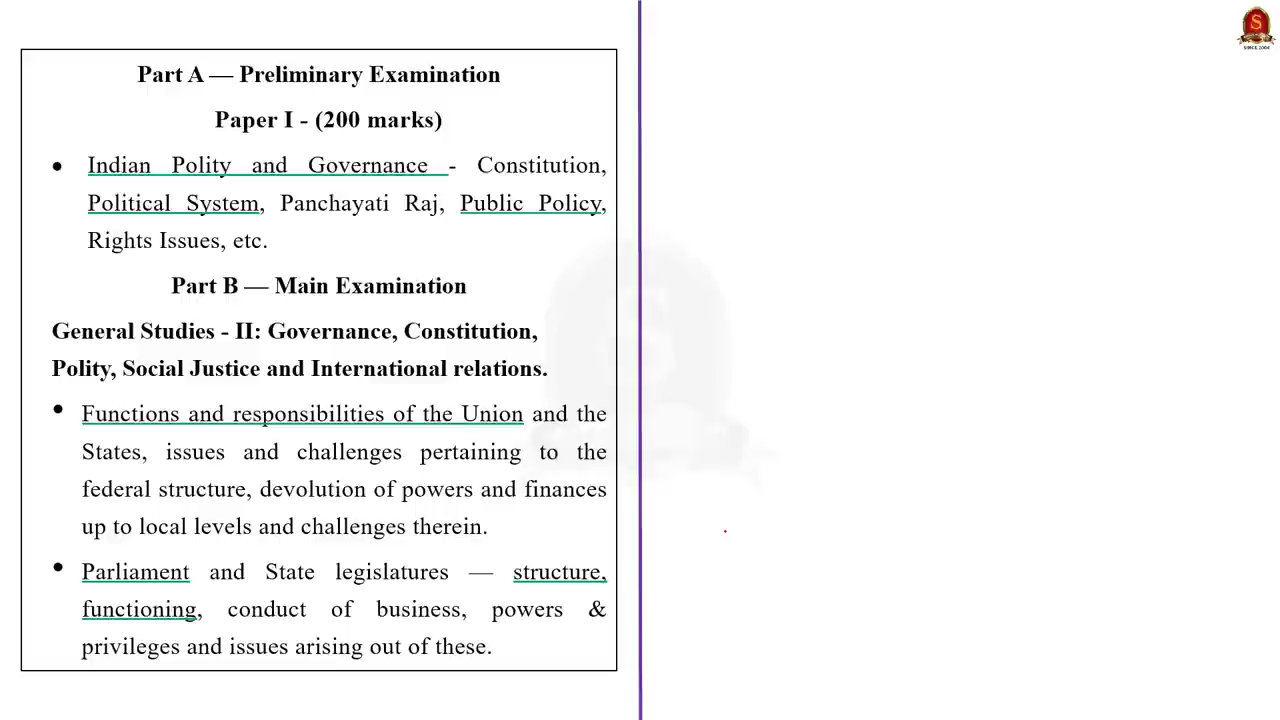 Part A — Preliminary Examination
Paper I - (200 marks)
• Indian Polity and Governance - Constitution,
Political System, Panchayati Raj, Public Policy,
Rights Issues, etc.
Part B — Main Examination
General Studies - II: Governance, Constitution,
Polity, Social Justice and International relations.
• Functions and responsibilities of the Union and the
States, issues and challenges pertaining to the
federal structure, devolution of powers and finances
up to local levels and challenges therein.
• Parliament and State legislatures — structure,
functioning, conduct of business, powers &
privileges and issues arising out of these.
S
SINCE 2004